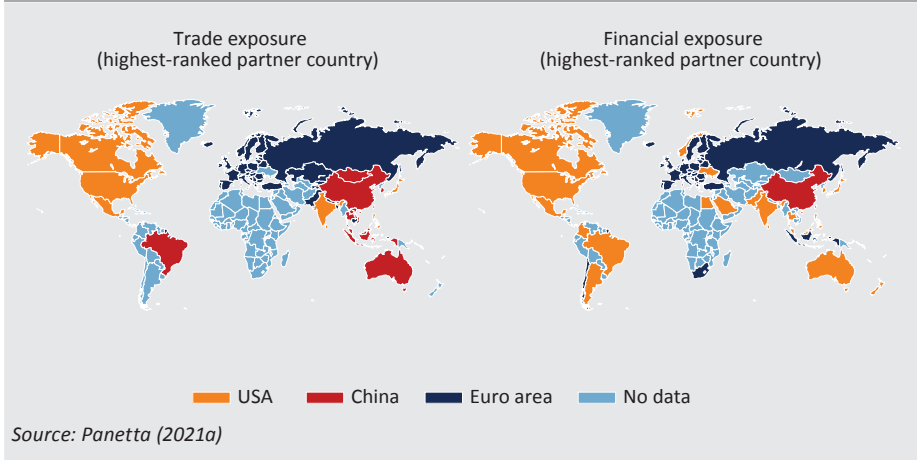 Trade exposure
(highest-ranked partner country)
Financial exposure
(highest-ranked partner country)
USA
China
Euro area
No data
Source: Panetta (2021a)